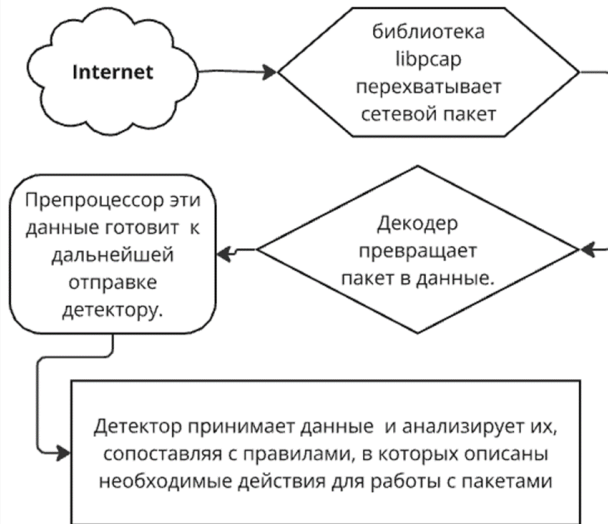 Internet
библиотека
libpcap
перехватывает
сетевой пакет
Декодер
превращает
пакет в данные.
Препроцессор эти
данные готовит к
дальнейшей
отправке
детектору.
Детектор принимает данные и анализирует их,
сопоставляя с правилами, в которых описаны
необходимые действия для работы с пакетами